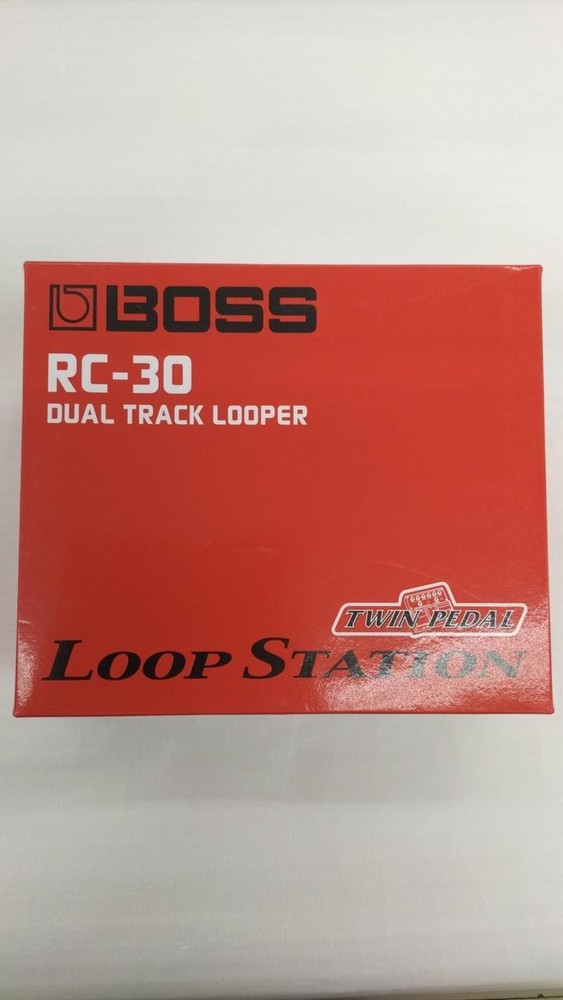 BOSS
RC-30
DUAL TRACK LOOPER
TWIN PEDAL
LOOP STATION